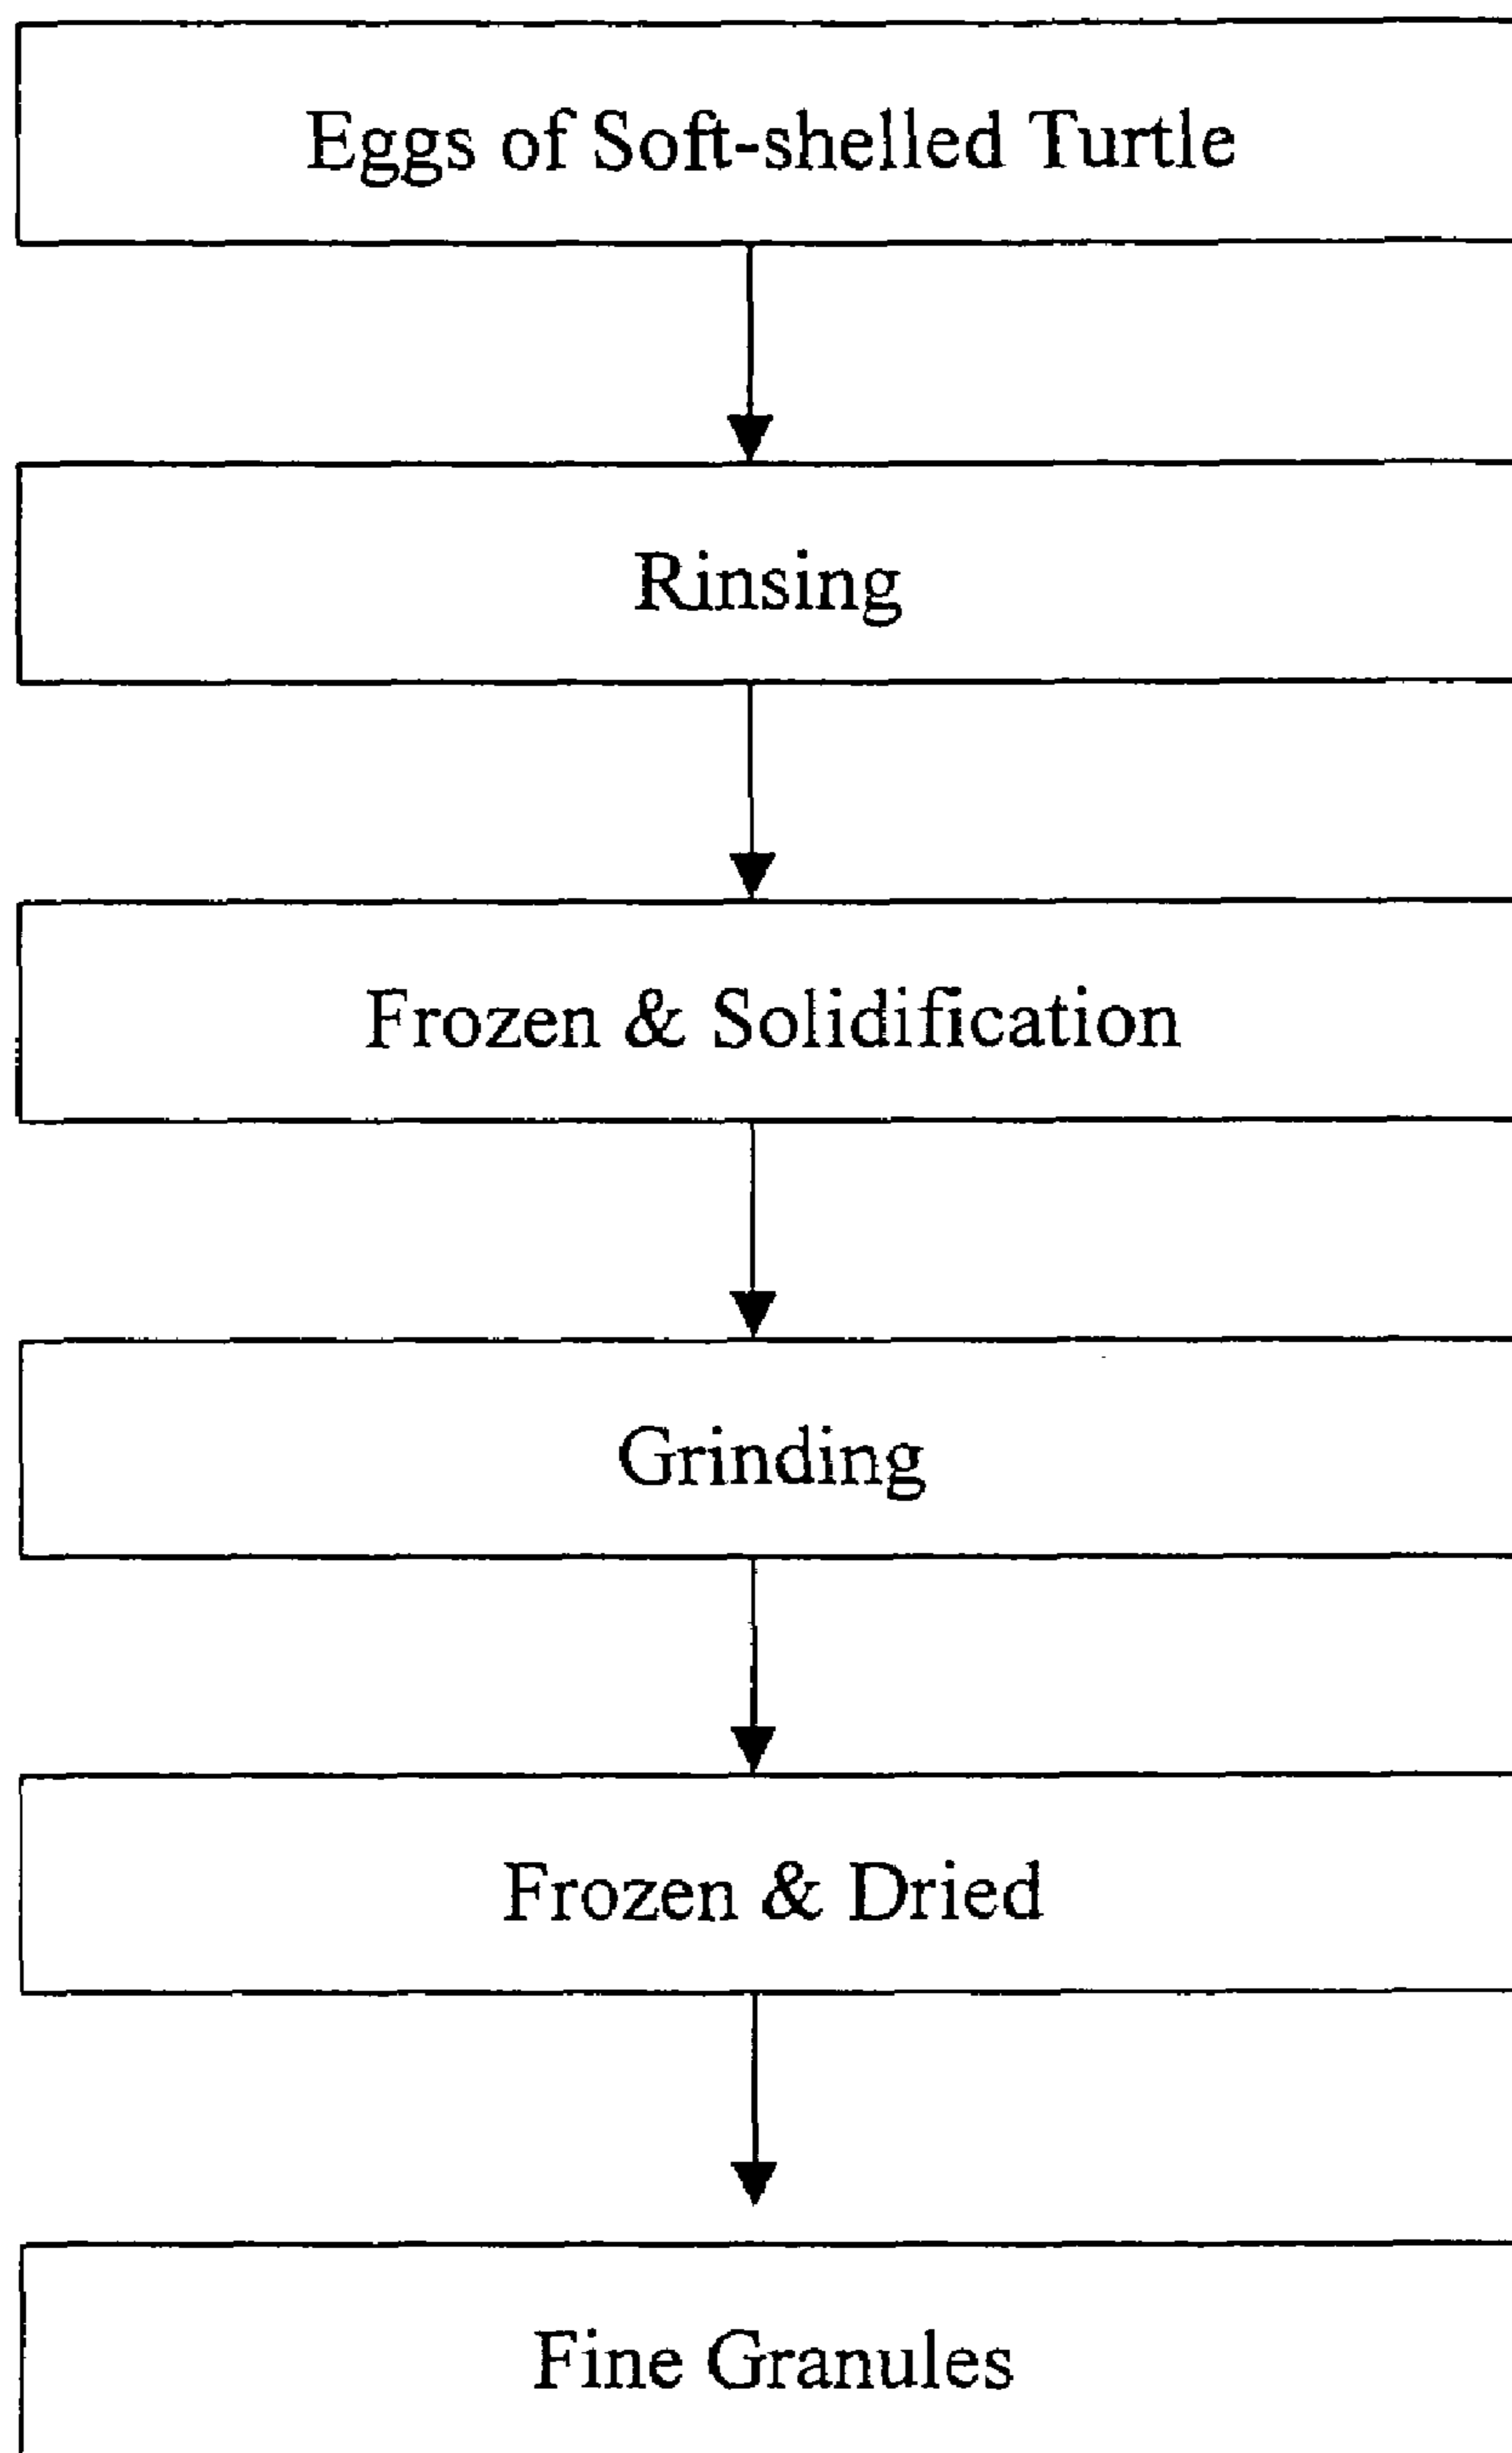 Eggs of Soft-shelled Turtle
Rinsing
Frozen & Solidification
Grinding
Frozen & Dried
Fine Granules